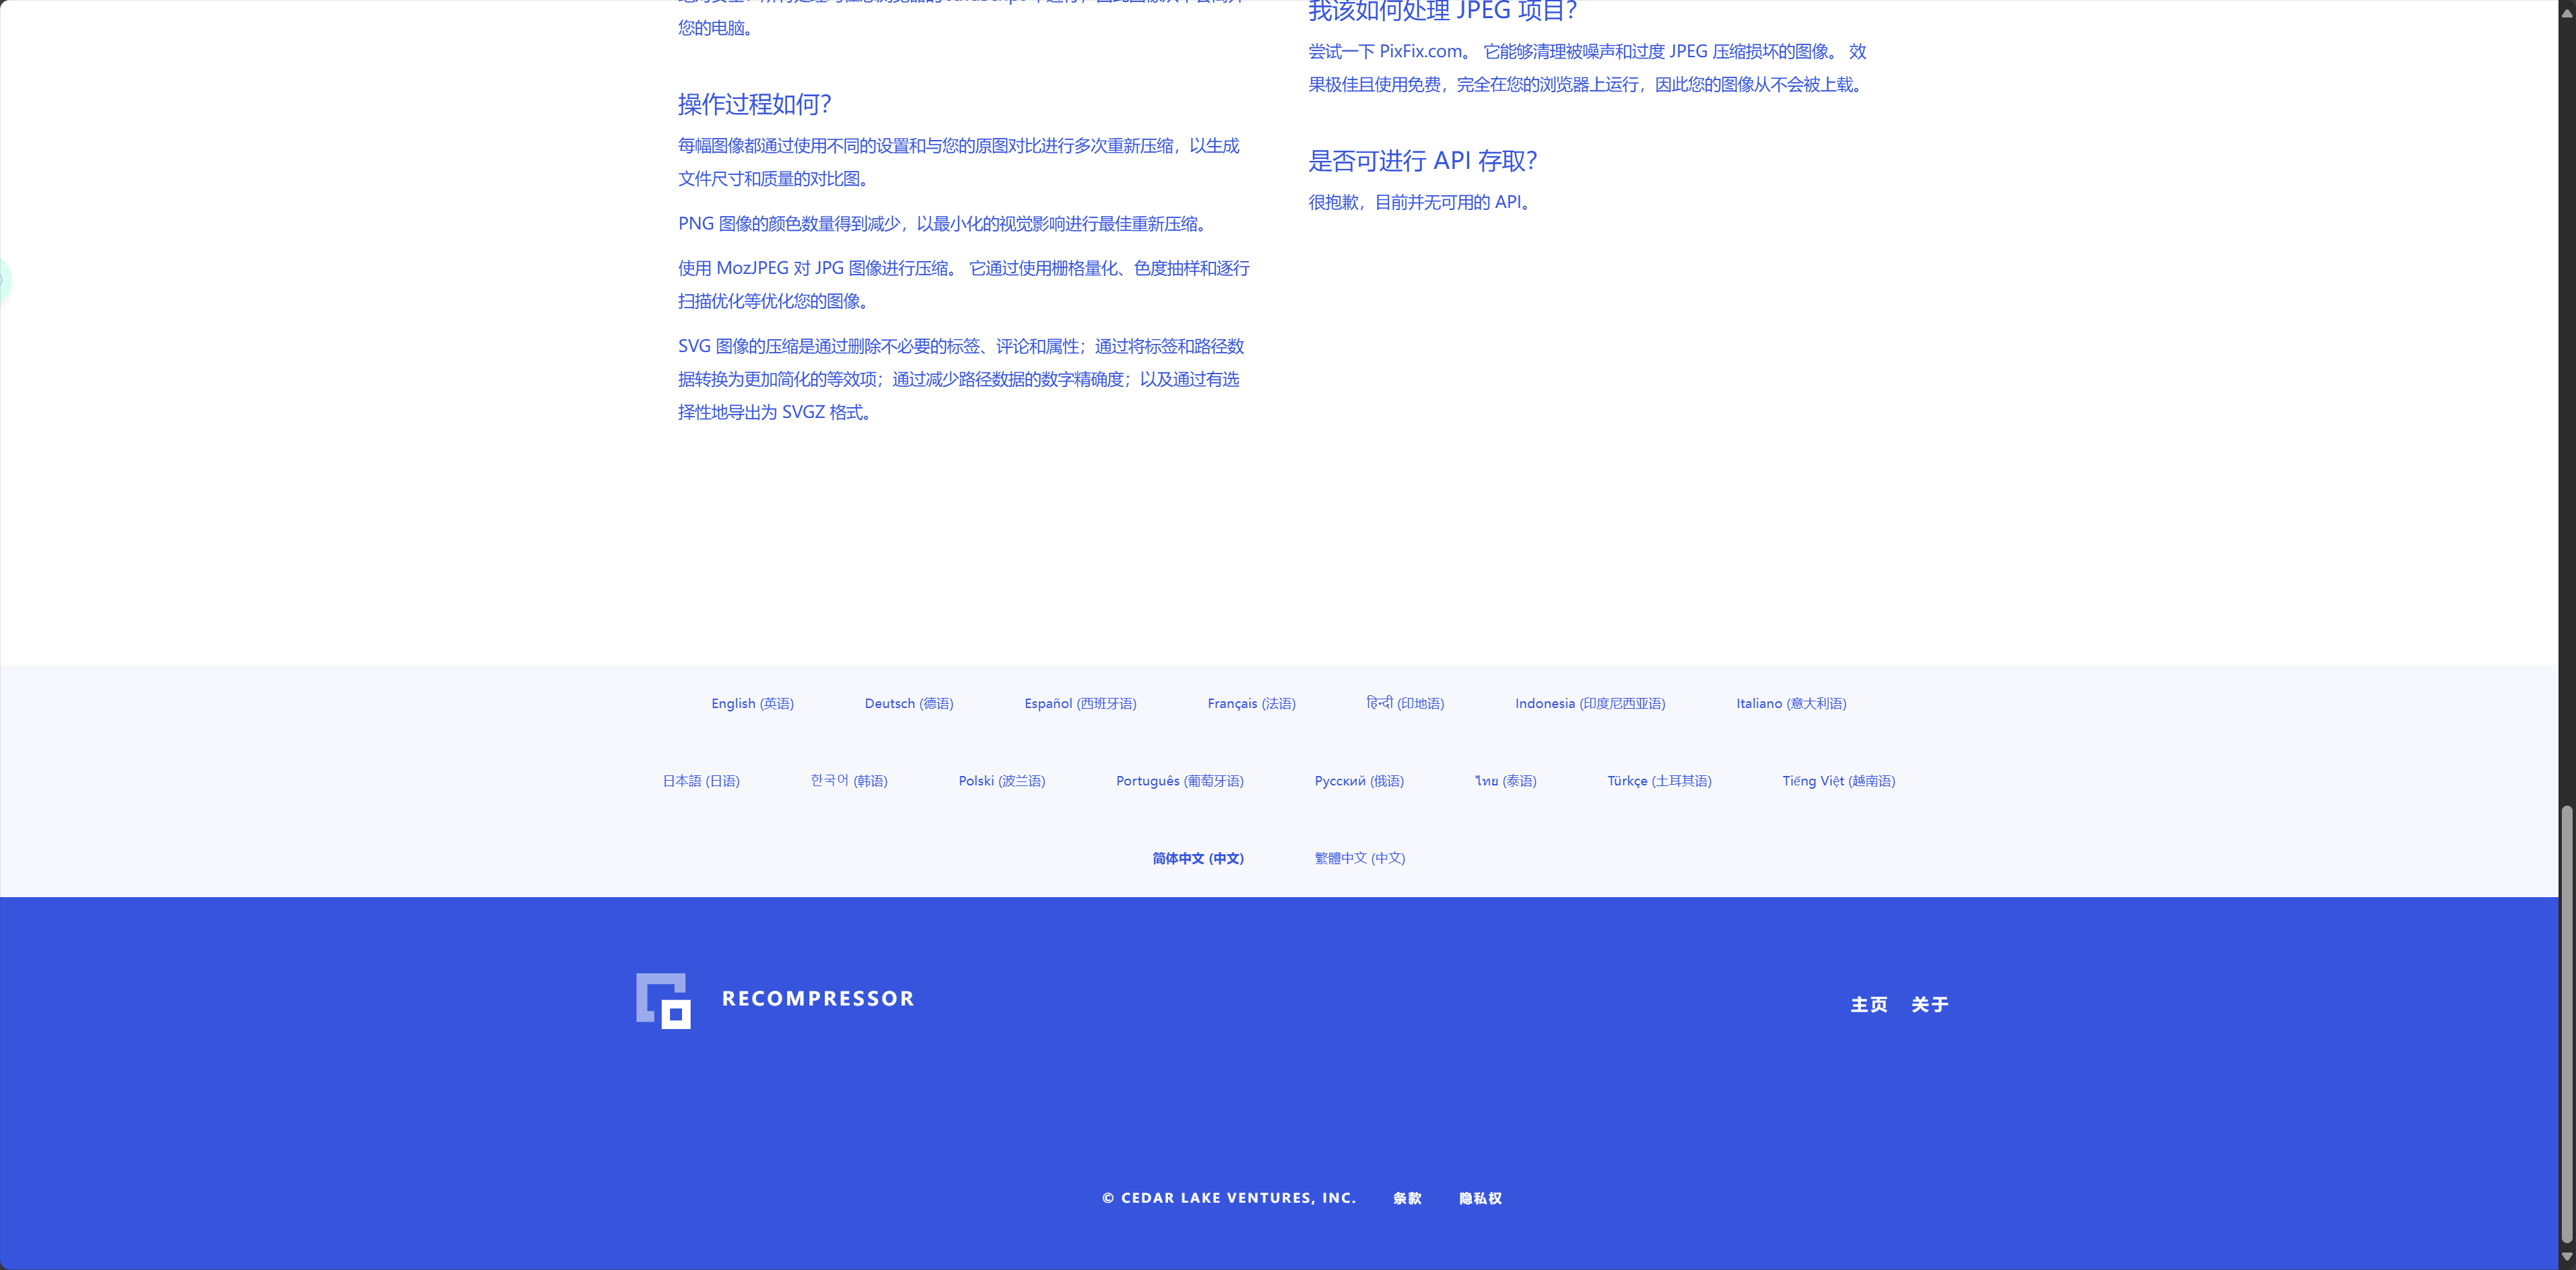 您的电脑。
操作过程如何？
每幅图像都通过使用不同的设置和与您的原图对比进行多次重新压缩，以生成
文件尺寸和质量的对比图。
PNG 图像的颜色数量得到减少，以最小化的视觉影响进行最佳重新压缩。
使用 MozJPEG 对 JPG 图像进行压缩。 它通过使用栅格量化、色度抽样和逐行
扫描优化等优化您的图像。
SVG 图像的压缩是通过删除不必要的标签、评论和属性；通过将标签和路径数
据转换为更加简化的等效项；通过减少路径数据的数字精确度；以及通过有选
择性地导出为 SVGZ 格式。
我该如何处理 JPEG 项目？
尝试一下 PixFix.com。 它能够清理被噪声和过度 JPEG 压缩损坏的图像。 效
果极佳且使用免费，完全在您的浏览器上运行，因此您的图像从不会被上载。
是否可进行 API 存取？
很抱歉，目前并无可用的 API。
English (英语) Deutsch (德语) Español (西班牙语) Français (法语) हिन्दी (印地语) Indonesia (印度尼西亚语) Italiano (意大利语)
日本語 (日语) 한국어 (韩语) Polski (波兰语) Português (葡萄牙语) Русский (俄语) ไทย (泰语) Türkçe (土耳其语) Tiếng Việt (越南语)
简体中文 (中文) 繁體中文 (中文)
RECOMPRESSOR
主页 关于
© CEDAR LAKE VENTURES, INC. 条款 隐私权